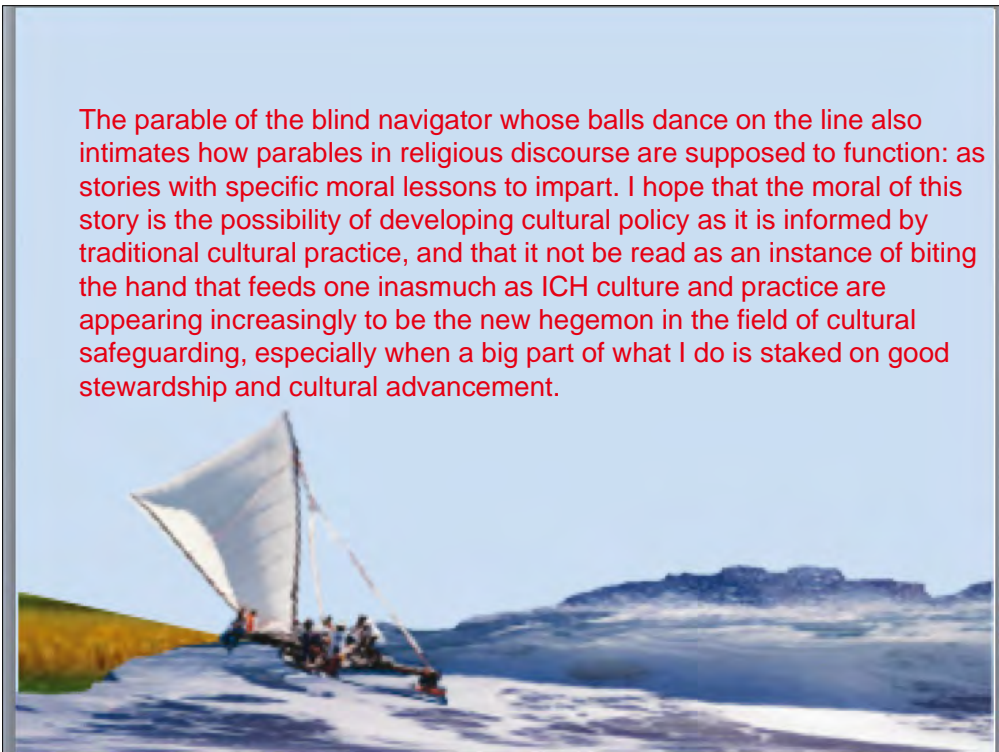 The parable of the blind navigator whose balls dance on the line also
intimates how parables in religious discourse are supposed to function: as
stories with specific moral lessons to impart. I hope that the moral of this
story is the possibility of developing cultural policy as it is informed by
traditional cultural practice, and that it not be read as an instance of biting
the hand that feeds one inasmuch as ICH culture and practice are
appearing increasingly to be the new hegemon in the field of cultural
safeguarding, especially when a big part of what I do is staked on good
stewardship and cultural advancement.